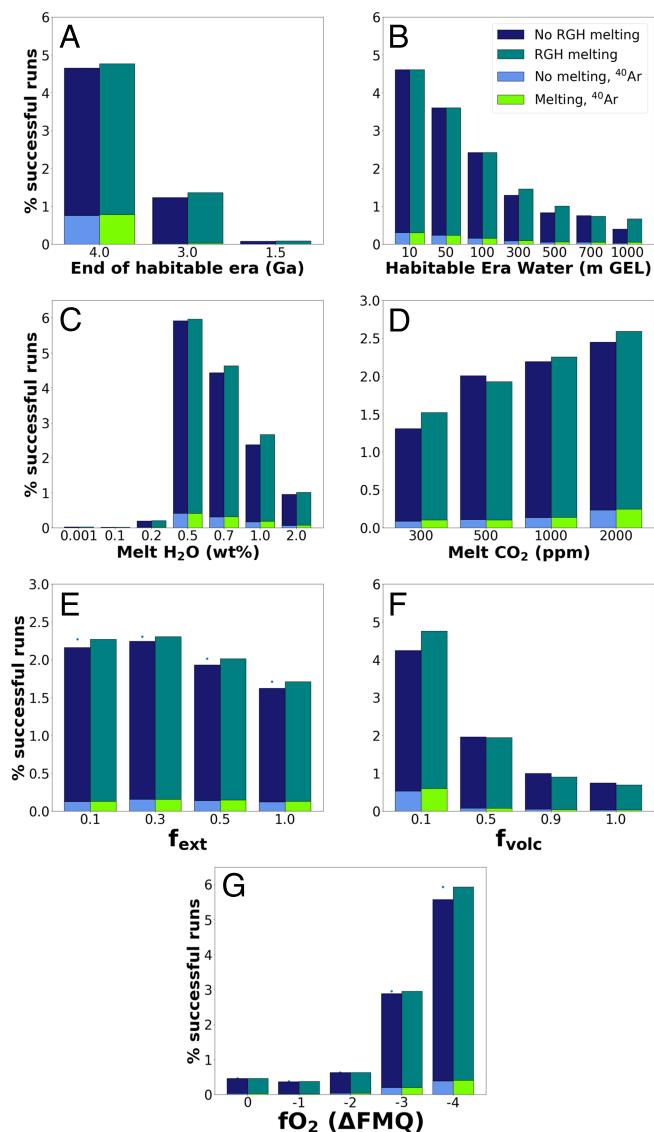 A
% successful runs
6
5
4
3
2
1
0
4.0 3.0 1.5
End of habitable era (Ga)
B
No RGH melting
RGH melting
No melting, ⁴⁰Ar
Melting, ⁴⁰Ar
6
5
4
3
2
1
0
10 50 100 300 500 700 1000
Habitable Era Water (m GEL)
C
% successful runs
6
5
4
3
2
1
0
0.001 0.1 0.2 0.5 0.7 1.0 2.0
Melt H₂O (wt%)
D
3.0
2.5
2.0
1.5
1.0
0.5
0.0
300 500 1000 2000
Melt CO₂ (ppm)
E
% successful runs
3.0
2.5
2.0
1.5
1.0
0.5
0.0
0.1 0.3 0.5 1.0
f_ext
F
6
5
4
3
2
1
0
0.1 0.5 0.9 1.0
f_volc
G
% successful runs
6
5
4
3
2
1
0
0 -1 -2 -3 -4
fO₂ (ΔFMQ)